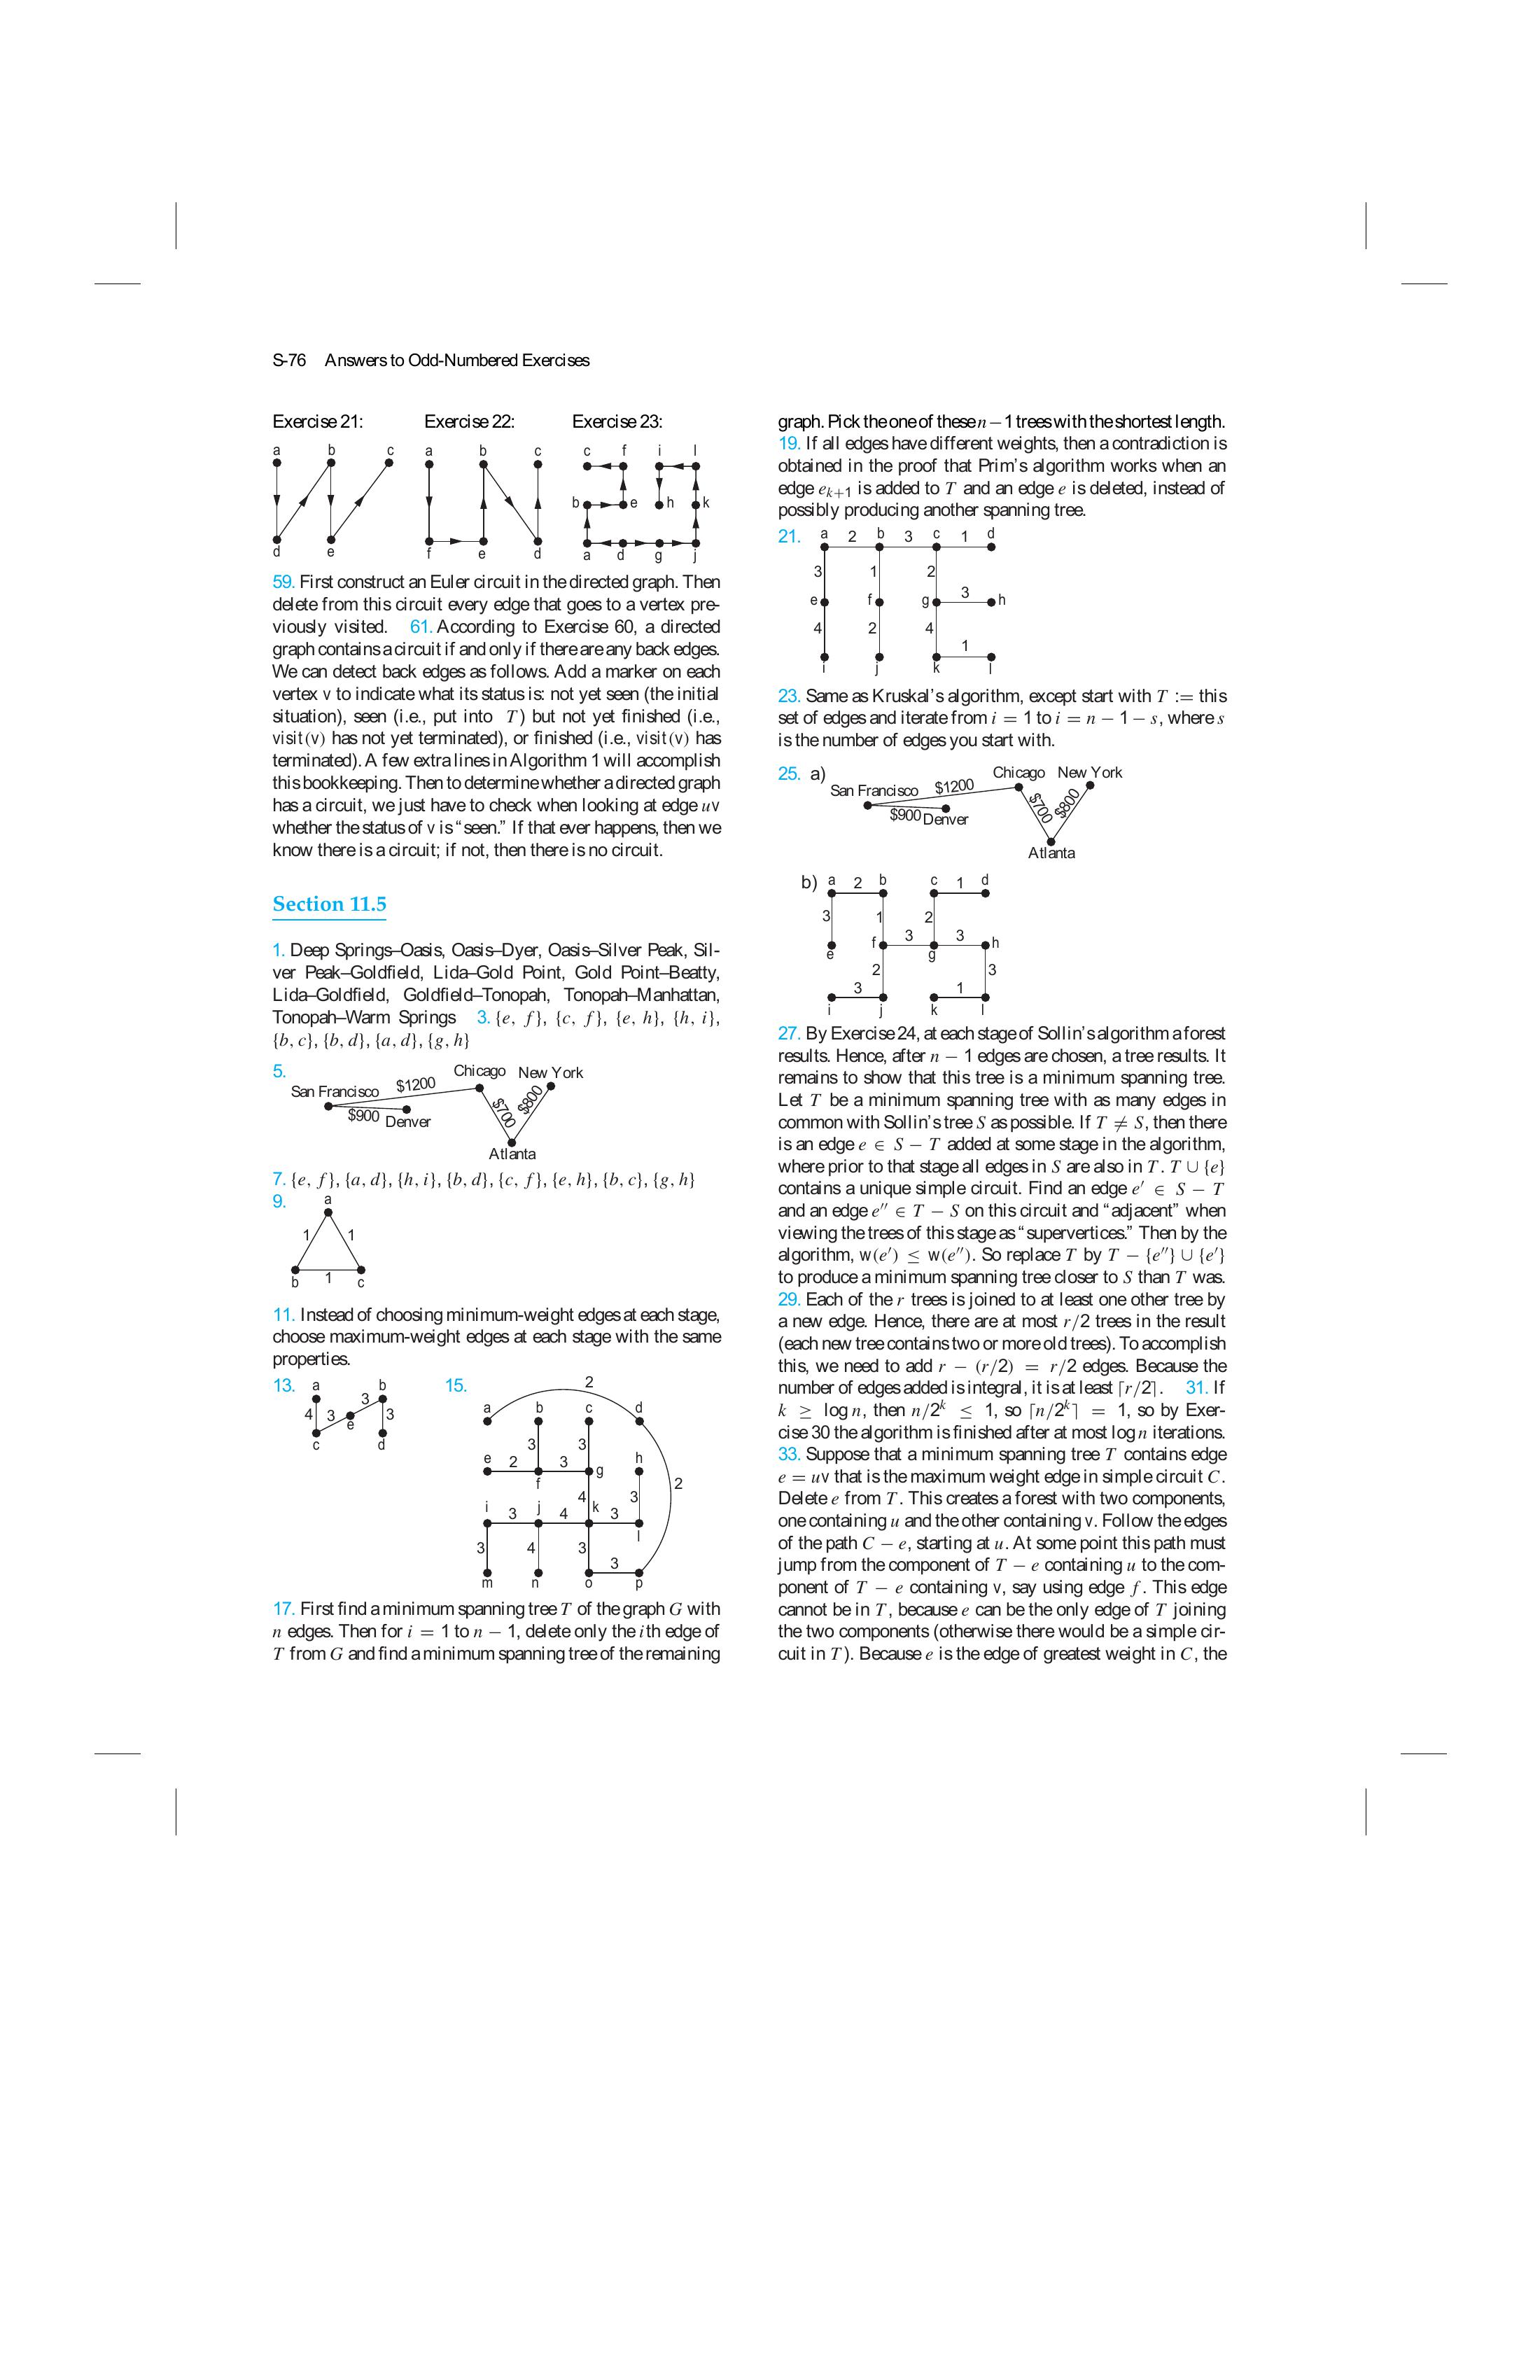 S-76 Answers to Odd-Numbered Exercises
Exercise 21: Exercise 22: Exercise 23:
a b c a b c c f i l
b e h k
d e f e d a d g j
59. First construct an Euler circuit in the directed graph. Then
delete from this circuit every edge that goes to a vertex pre-
viously visited. 61. According to Exercise 60, a directed
graph contains a circuit if and only if there are any back edges.
We can detect back edges as follows. Add a marker on each
vertex v to indicate what its status is: not yet seen (the initial
situation), seen (i.e., put into T) but not yet finished (i.e.,
visit(v) has not yet terminated), or finished (i.e., visit(v) has
terminated). A few extra lines in Algorithm 1 will accomplish
this bookkeeping. Then to determine whether a directed graph
has a circuit, we just have to check when looking at edge uv
whether the status of v is “seen.” If that ever happens, then we
know there is a circuit; if not, then there is no circuit.
Section 11.5
1. Deep Springs–Oasis, Oasis–Dyer, Oasis–Silver Peak, Sil-
ver Peak–Goldfield, Lida–Gold Point, Gold Point–Beatty,
Lida–Goldfield, Goldfield–Tonopah, Tonopah–Manhattan,
Tonopah–Warm Springs 3. {e, f}, {c, f}, {e, h}, {h, i},
{b, c}, {b, d}, {a, d}, {g, h}
5. Chicago New York
San Francisco $1200
$700 $800
$900 Denver
Atlanta
7. {e, f}, {a, d}, {h, i}, {b, d}, {c, f}, {e, h}, {b, c}, {g, h}
9. a
1 1
b 1 c
11. Instead of choosing minimum-weight edges at each stage,
choose maximum-weight edges at each stage with the same
properties.
13. a b
3
4 3 e 3
c d
15. 2
a b c d
3 3
e 2 3 g h
f 2
4 3
i 3 j 4 k 3 l
3 4 3 3
m n o p
17. First find a minimum spanning tree T of the graph G with
n edges. Then for i = 1 to n − 1, delete only the ith edge of
T from G and find a minimum spanning tree of the remaining
graph. Pick the one of these n − 1 trees with the shortest length.
19. If all edges have different weights, then a contradiction is
obtained in the proof that Prim’s algorithm works when an
edge eₖ₊₁ is added to T and an edge e is deleted, instead of
possibly producing another spanning tree.
21. a 2 b 3 c 1 d
3 1 2
e f g 3 h
4 2 4 1
i j k l
23. Same as Kruskal’s algorithm, except start with T := this
set of edges and iterate from i = 1 to i = n − 1 − s, where s
is the number of edges you start with.
25. a) Chicago New York
San Francisco $1200
$700 $800
$900 Denver
Atlanta
b) a 2 b c 1 d
3 1 2
e f 3 g 3 h
2 3
3 1
i j k l
27. By Exercise 24, at each stage of Sollin’s algorithm a forest
results. Hence, after n − 1 edges are chosen, a tree results. It
remains to show that this tree is a minimum spanning tree.
Let T be a minimum spanning tree with as many edges in
common with Sollin’s tree S as possible. If T ≠ S, then there
is an edge e ∈ S − T added at some stage in the algorithm,
where prior to that stage all edges in S are also in T. T ∪ {e}
contains a unique simple circuit. Find an edge e′ ∈ S − T
and an edge e″ ∈ T − S on this circuit and “adjacent” when
viewing the trees of this stage as “supervertices.” Then by the
algorithm, w(e′) ≤ w(e″). So replace T by T − {e″} ∪ {e′}
to produce a minimum spanning tree closer to S than T was.
29. Each of the r trees is joined to at least one other tree by
a new edge. Hence, there are at most r/2 trees in the result
(each new tree contains two or more old trees). To accomplish
this, we need to add r − (r/2) = r/2 edges. Because the
number of edges added is integral, it is at least ⌈r/2⌉. 31. If
k ≥ log n, then n/2ᵏ ≤ 1, so ⌈n/2ᵏ⌉ = 1, so by Exer-
cise 30 the algorithm is finished after at most log n iterations.
33. Suppose that a minimum spanning tree T contains edge
e = uv that is the maximum weight edge in simple circuit C.
Delete e from T. This creates a forest with two components,
one containing u and the other containing v. Follow the edges
of the path C − e, starting at u. At some point this path must
jump from the component of T − e containing u to the com-
ponent of T − e containing v, say using edge f. This edge
cannot be in T, because e can be the only edge of T joining
the two components (otherwise there would be a simple cir-
cuit in T). Because e is the edge of greatest weight in C, the